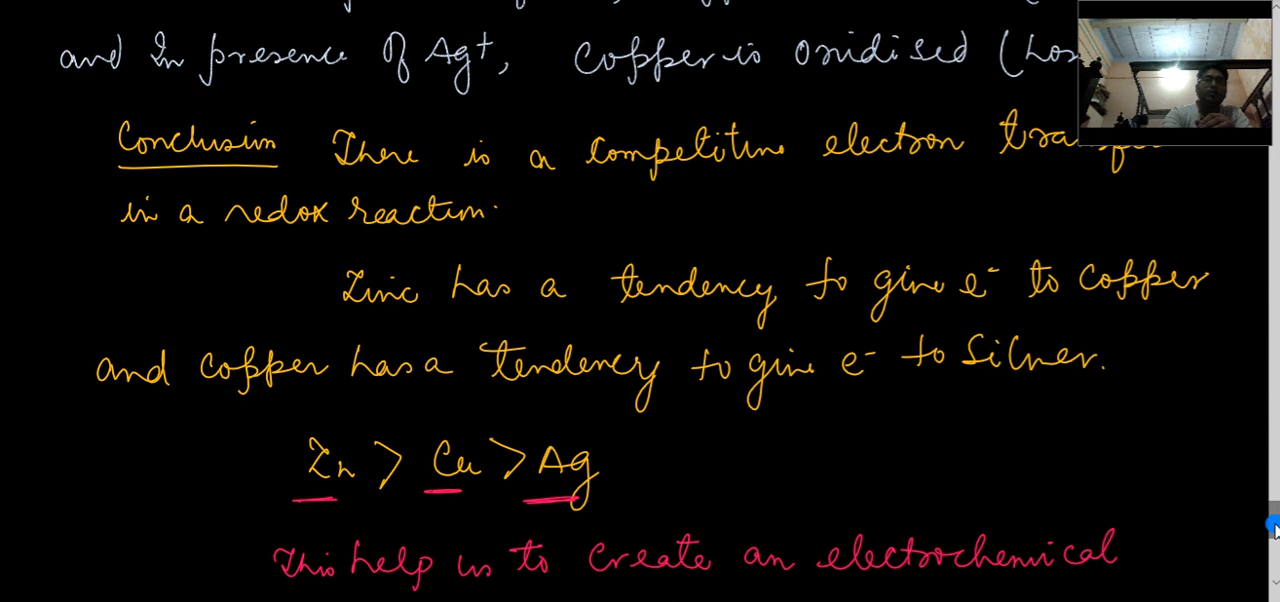 and In presence of Ag+, Copper is oxidised (Los
Conclusion There is a competitive electron transf
in a redox reaction.
Zinc has a tendency to give e- to copper
and copper has a tendency to give e- to Silver.
Zn > Cu > Ag
This help us to create an electrochemical